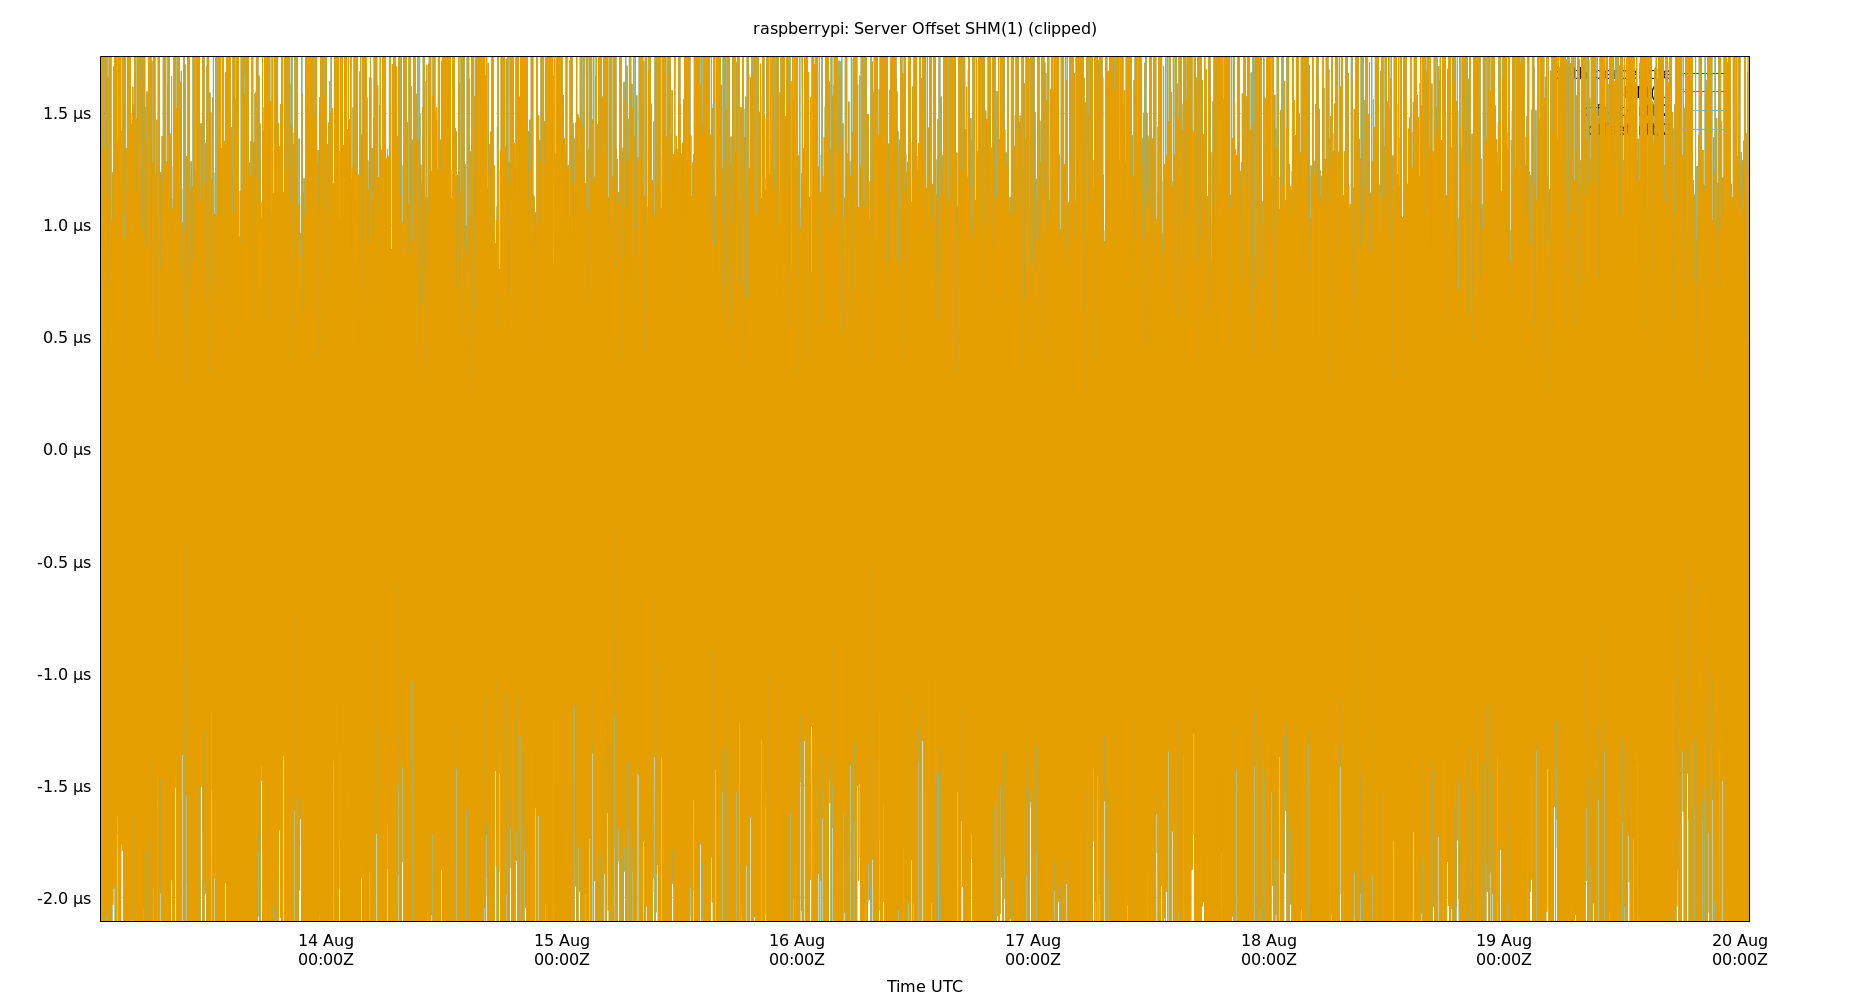 raspberrypi: Server Offset SHM(1) (clipped)
1.5 µs
1.0 µs
0.5 µs
0.0 µs
-0.5 µs
-1.0 µs
-1.5 µs
-2.0 µs
14 Aug 15 Aug 16 Aug 17 Aug 18 Aug 19 Aug 20 Aug
00:00Z 00:00Z 00:00Z 00:00Z 00:00Z 00:00Z 00:00Z
Time UTC